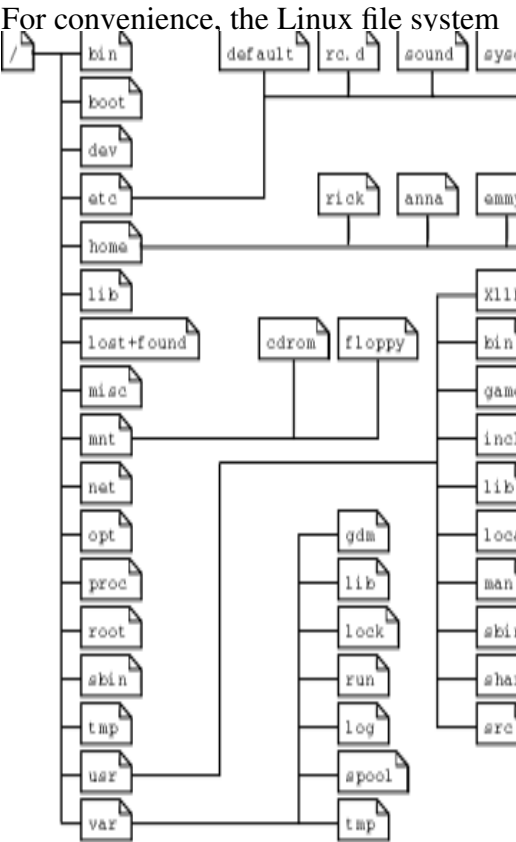 For convenience, the Linux file system
/ bin default rc.d sound
boot
dev
etc rick anna
home
lib
lost+found cdrom floppy bin
misc
mnt
net lib
opt gdm
proc lib man
root lock
sbin run
tmp log src
usr spool
var tmp